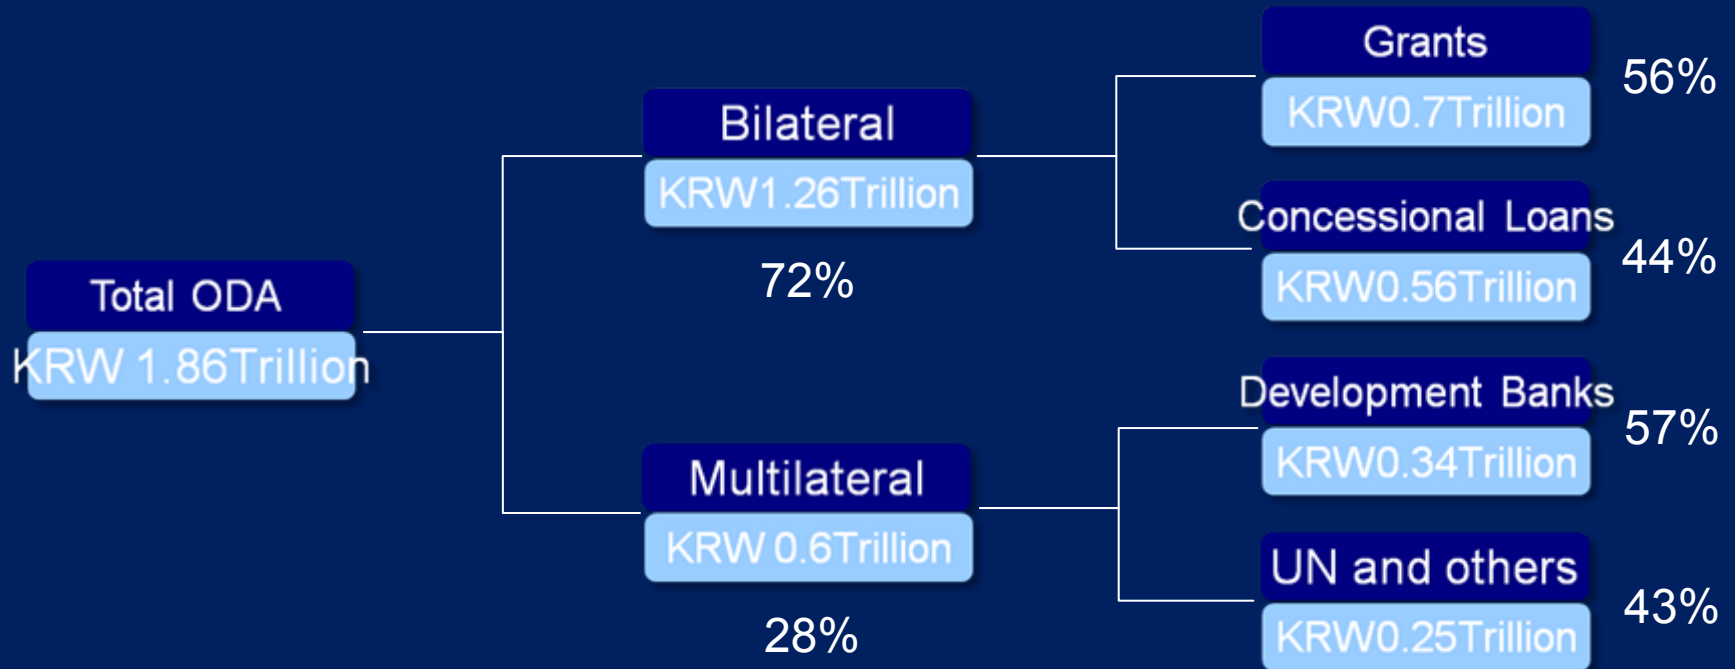 Total ODA
KRW 1.86Trillion
Bilateral
KRW1.26Trillion
72%
Multilateral
KRW 0.6Trillion
28%
Grants
KRW0.7Trillion
56%
Concessional Loans
KRW0.56Trillion
44%
Development Banks
KRW0.34Trillion
57%
UN and others
KRW0.25Trillion
43%